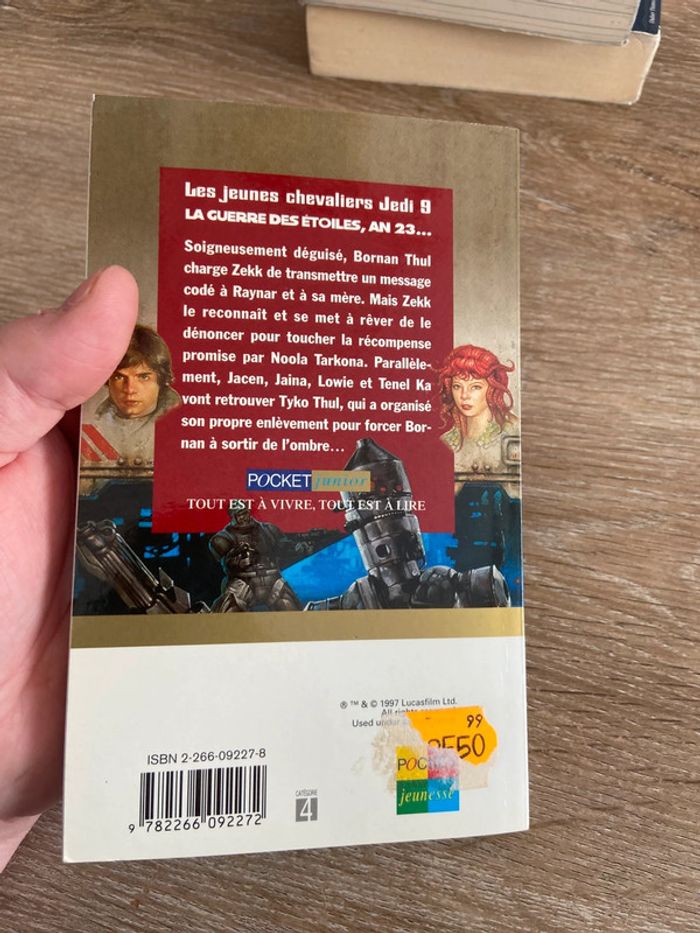 Les jeunes chevaliers Jedi 9
LA GUERRE DES ÉTOILES, AN 23...
Soigneusement déguisé, Bornan Thul
charge Zekk de transmettre un message
codé à Raynar et à sa mère. Mais Zekk
le reconnaît et se met à rêver de le
dénoncer pour toucher la récompense
promise par Noola Tarkona. Parallèle-
ment, Jacen, Jaina, Lowie et Tenel Ka
vont retrouver Tyko Thul, qui a organisé
son propre enlèvement pour forcer Bor-
nan à sortir de l'ombre...
POCKET junior
TOUT EST À VIVRE, TOUT EST À LIRE
® ™ & © 1997 Lucasfilm Ltd.
All rights
Used
99
F50
POC
jeunesse
ISBN 2-266-09227-8
CATÉGORIE
4
9 782266 092272